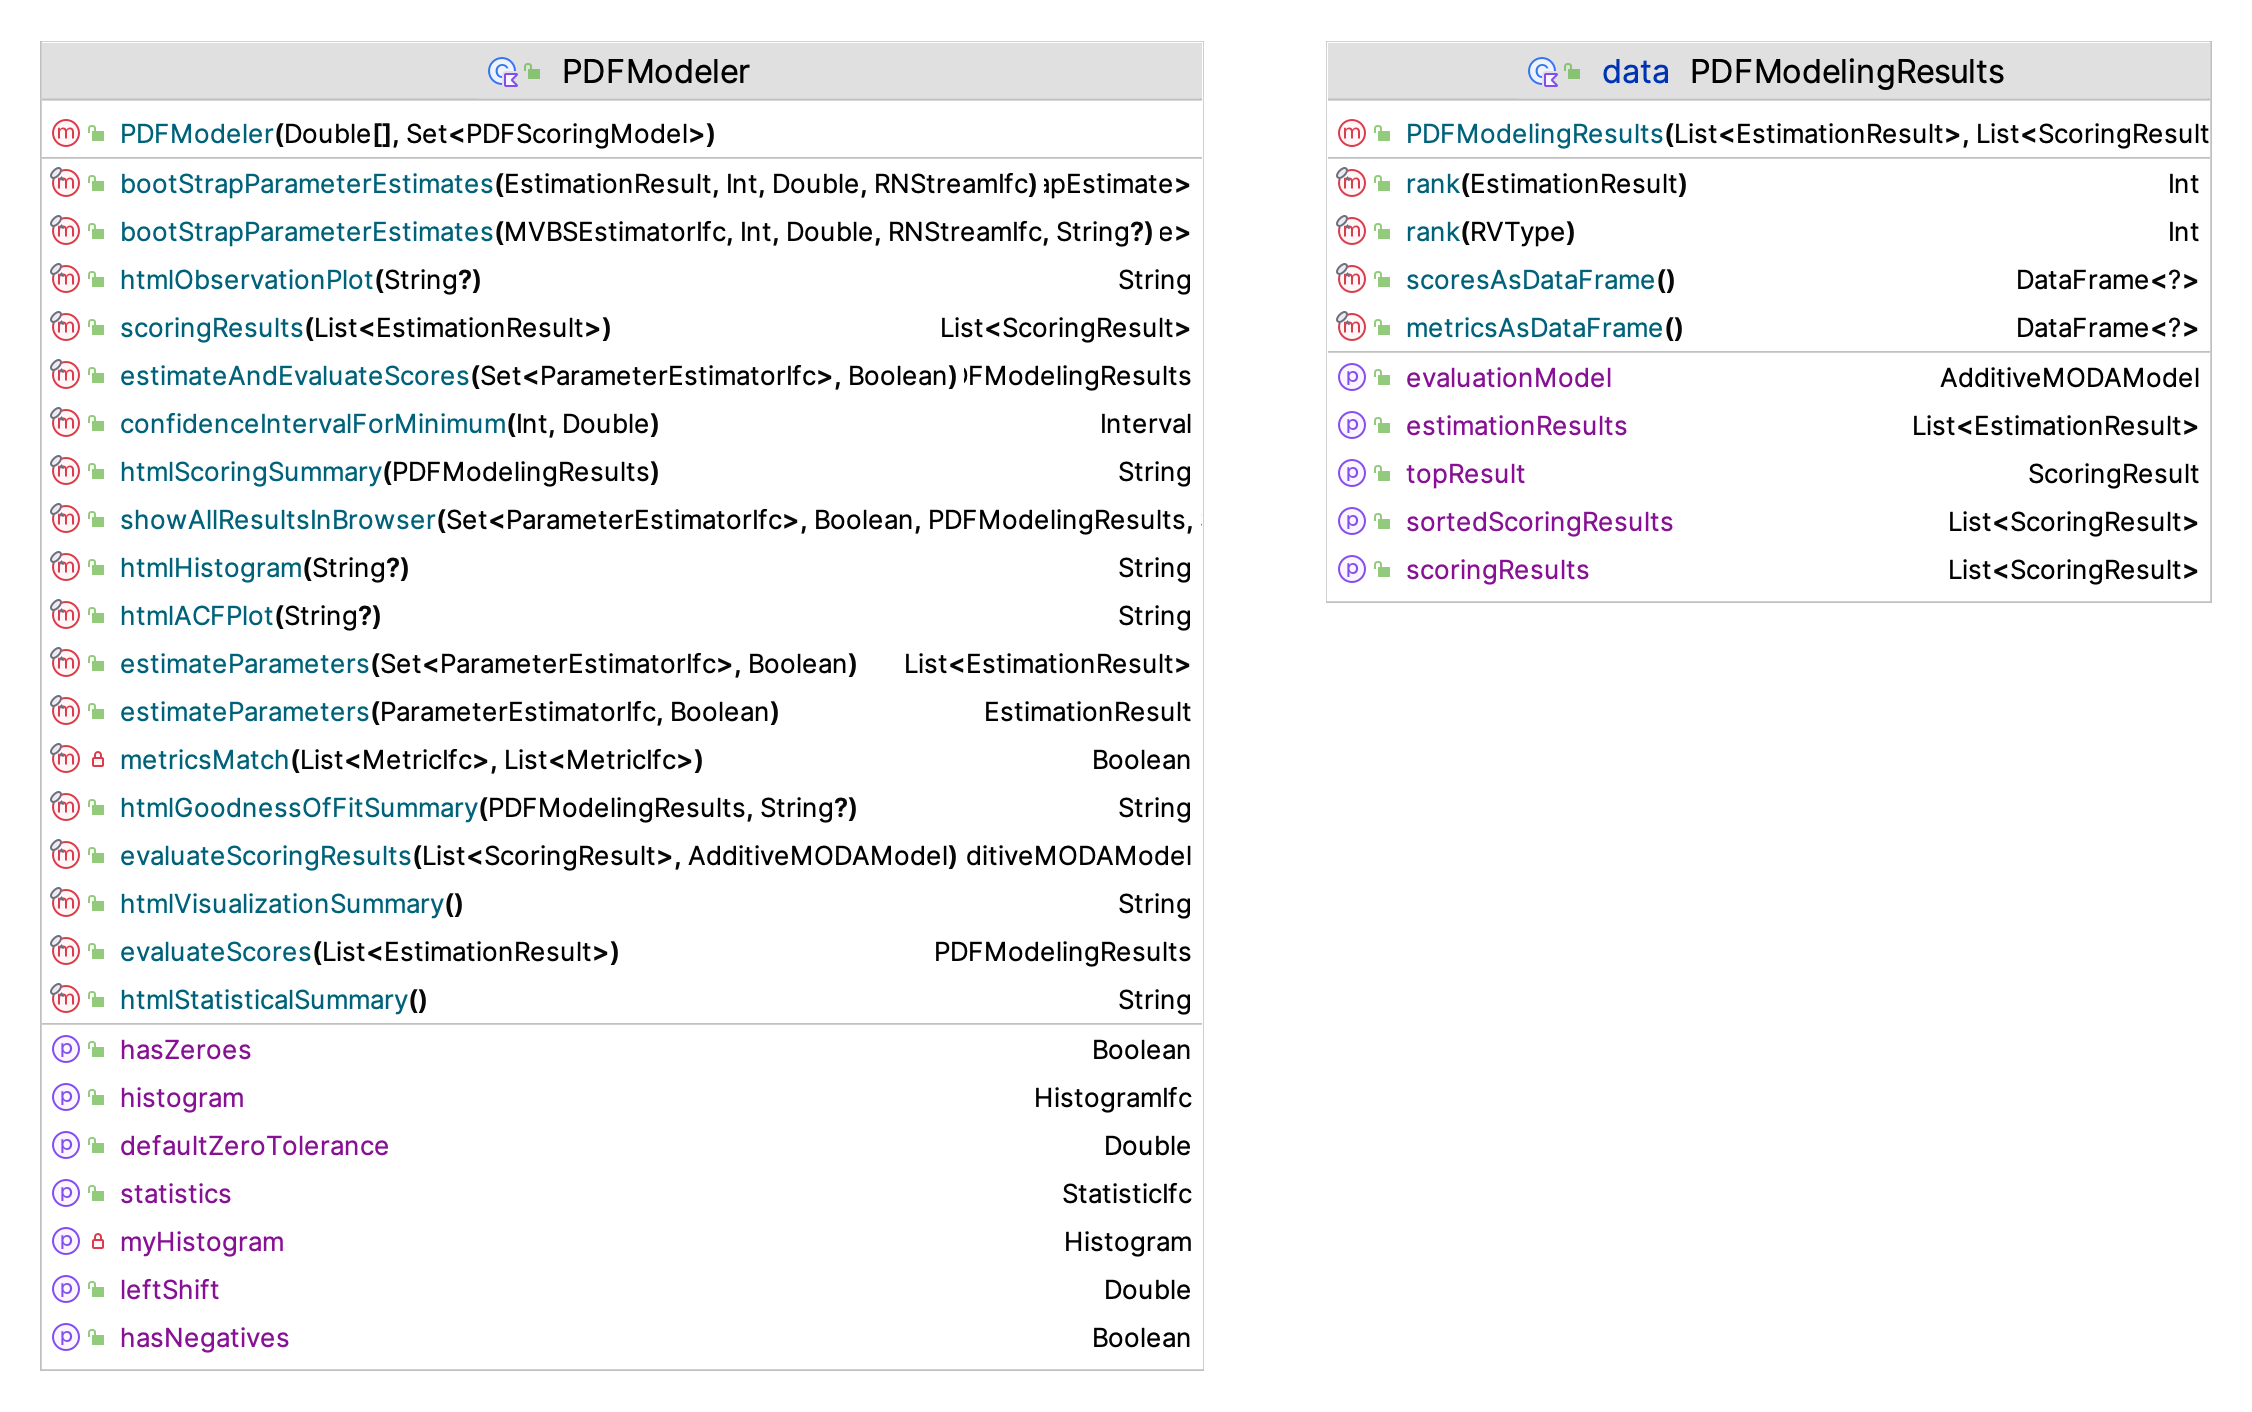 PDFModeler
PDFModeler(Double[], Set<PDFScoringModel>)
bootStrapParameterEstimates(EstimationResult, Int, Double, RNStreamIfc) apEstimate>
bootStrapParameterEstimates(MVBSEstimatorIfc, Int, Double, RNStreamIfc, String?) e>
htmlObservationPlot(String?) String
scoringResults(List<EstimationResult>) List<ScoringResult>
estimateAndEvaluateScores(Set<ParameterEstimatorIfc>, Boolean) FModelingResults
confidenceIntervalForMinimum(Int, Double) Interval
htmlScoringSummary(PDFModelingResults) String
showAllResultsInBrowser(Set<ParameterEstimatorIfc>, Boolean, PDFModelingResults,
htmlHistogram(String?) String
htmlACFPlot(String?) String
estimateParameters(Set<ParameterEstimatorIfc>, Boolean) List<EstimationResult>
estimateParameters(ParameterEstimatorIfc, Boolean) EstimationResult
metricsMatch(List<MetricIfc>, List<MetricIfc>) Boolean
htmlGoodnessOfFitSummary(PDFModelingResults, String?) String
evaluateScoringResults(List<ScoringResult>, AdditiveMODAModel) ditiveMODAModel
htmlVisualizationSummary() String
evaluateScores(List<EstimationResult>) PDFModelingResults
htmlStatisticalSummary() String
hasZeroes Boolean
histogram HistogramIfc
defaultZeroTolerance Double
statistics StatisticIfc
myHistogram Histogram
leftShift Double
hasNegatives Boolean
data PDFModelingResults
PDFModelingResults(List<EstimationResult>, List<ScoringResult
rank(EstimationResult) Int
rank(RVType) Int
scoresAsDataFrame() DataFrame<?>
metricsAsDataFrame() DataFrame<?>
evaluationModel AdditiveMODAModel
estimationResults List<EstimationResult>
topResult ScoringResult
sortedScoringResults List<ScoringResult>
scoringResults List<ScoringResult>